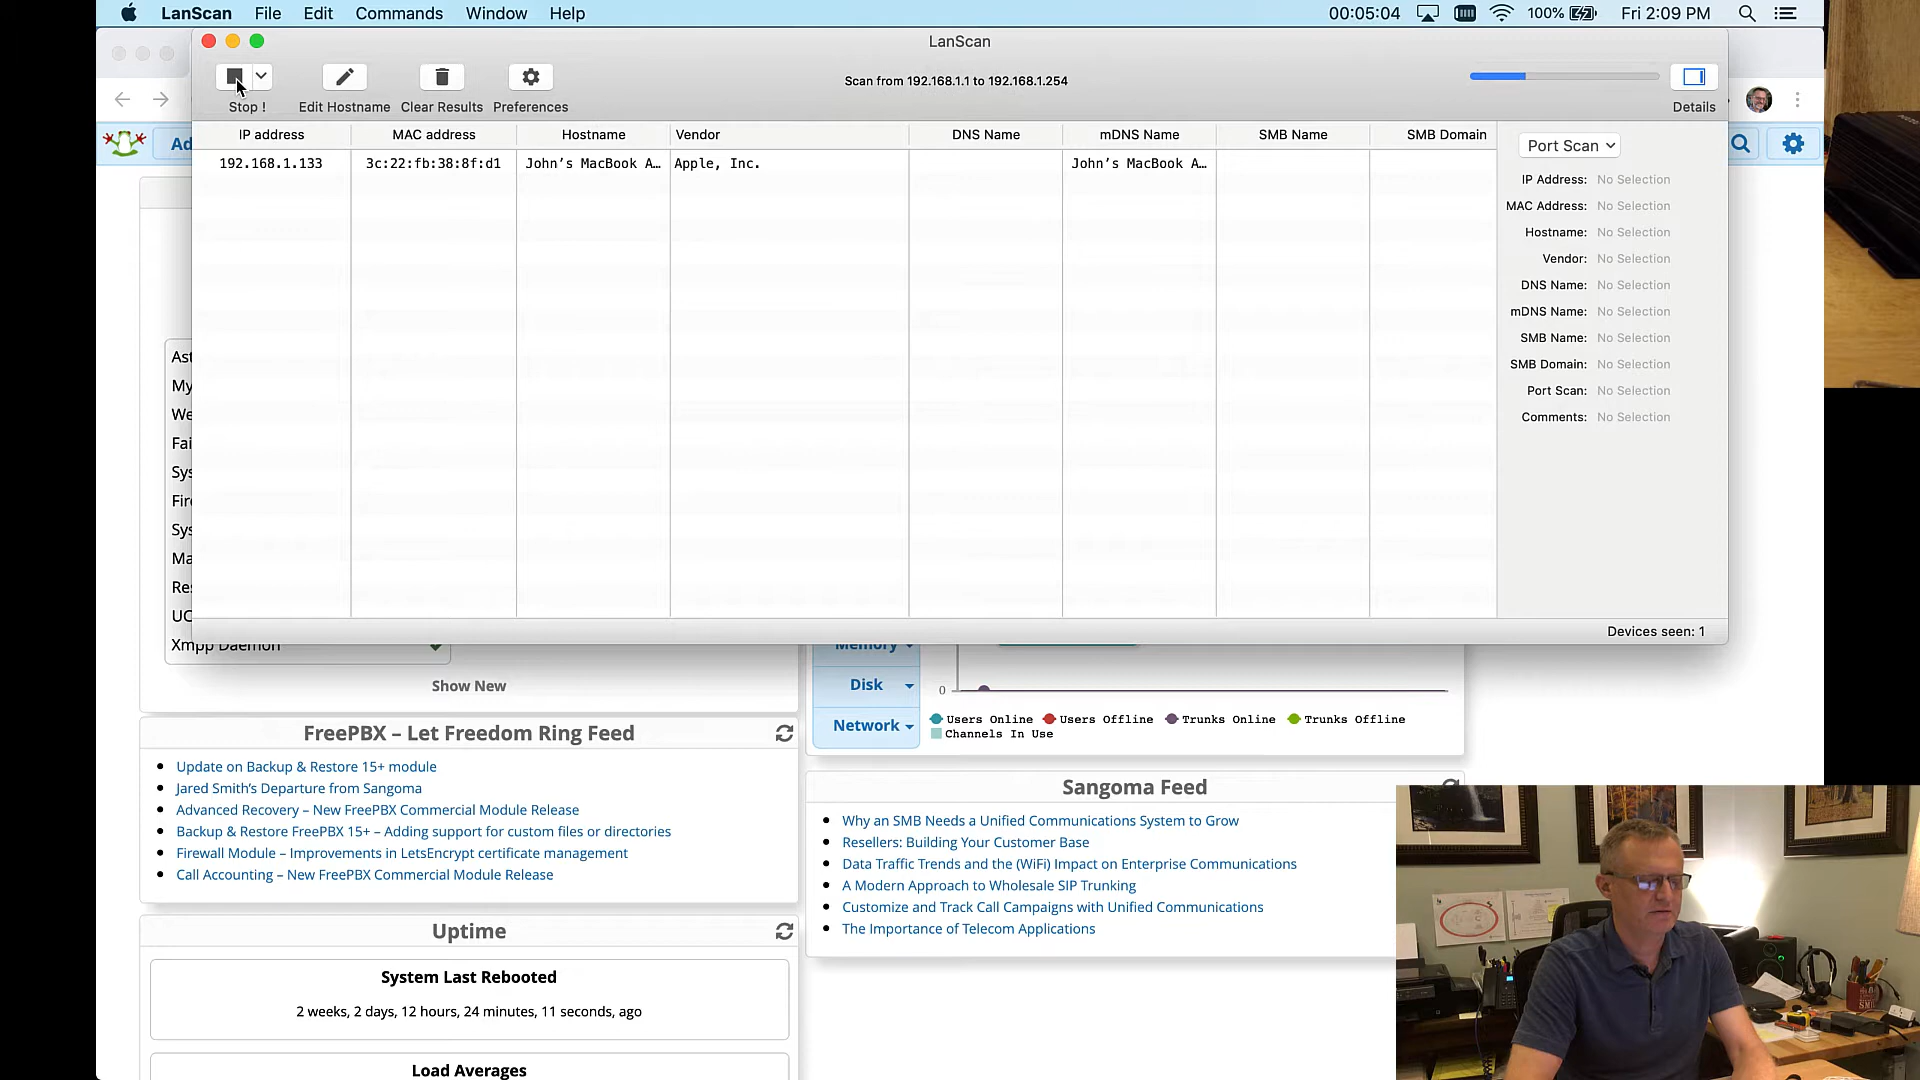 LanScan File Edit Commands Window Help 00:05:04 100% Fri 2:09 PM
LanScan
Scan from 192.168.1.1 to 192.168.1.254
Stop ! Edit Hostname Clear Results Preferences Details
IP address MAC address Hostname Vendor DNS Name mDNS Name SMB Name SMB Domain
192.168.1.133 3c:22:fb:38:8f:d1 John’s MacBook A… Apple, Inc. John’s MacBook A…
Port Scan
IP Address: No Selection
MAC Address: No Selection
Hostname: No Selection
Vendor: No Selection
DNS Name: No Selection
mDNS Name: No Selection
SMB Name: No Selection
SMB Domain: No Selection
Port Scan: No Selection
Comments: No Selection
Devices seen: 1
Ad
Ast
My
We
Fai
Sys
Fire
Sys
Ma
Res
UC
Xmpp Daemon
Show New
Memory
Disk
Network
0
Users Online Users Offline Trunks Online Trunks Offline
Channels In Use
FreePBX – Let Freedom Ring Feed
Update on Backup & Restore 15+ module
Jared Smith’s Departure from Sangoma
Advanced Recovery – New FreePBX Commercial Module Release
Backup & Restore FreePBX 15+ – Adding support for custom files or directories
Firewall Module – Improvements in LetsEncrypt certificate management
Call Accounting – New FreePBX Commercial Module Release
Sangoma Feed
Why an SMB Needs a Unified Communications System to Grow
Resellers: Building Your Customer Base
Data Traffic Trends and the (WiFi) Impact on Enterprise Communications
A Modern Approach to Wholesale SIP Trunking
Customize and Track Call Campaigns with Unified Communications
The Importance of Telecom Applications
Uptime
System Last Rebooted
2 weeks, 2 days, 12 hours, 24 minutes, 11 seconds, ago
Load Averages